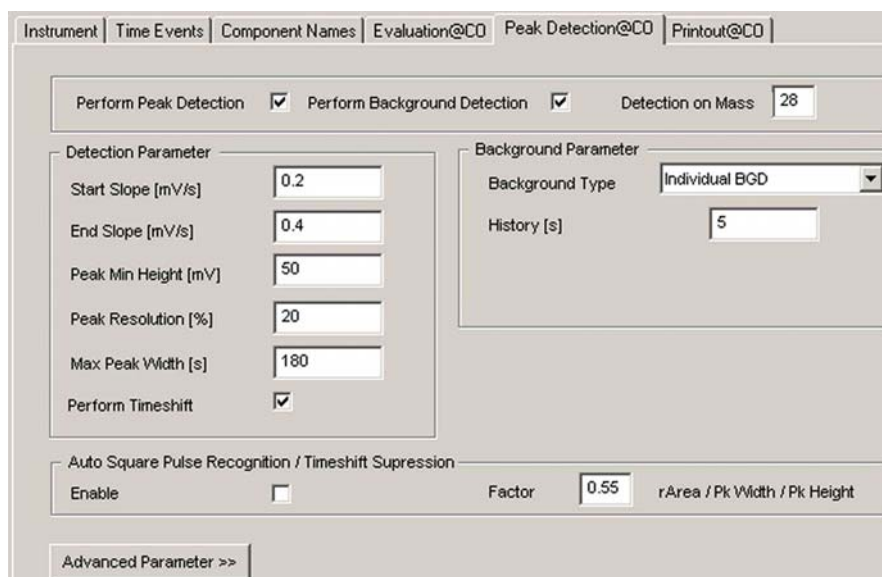 Instrument Time Events Component Names Evaluation@CO Peak Detection@CO Printout@CO
Perform Peak Detection Perform Background Detection Detection on Mass 28
Detection Parameter
Start Slope [mV/s] 0.2
End Slope [mV/s] 0.4
Peak Min Height [mV] 50
Peak Resolution [%] 20
Max Peak Width [s] 180
Perform Timeshift
Background Parameter
Background Type Individual BGD
History [s] 5
Auto Square Pulse Recognition / Timeshift Supression
Enable Factor 0.55 rArea / Pk Width / Pk Height
Advanced Parameter >>